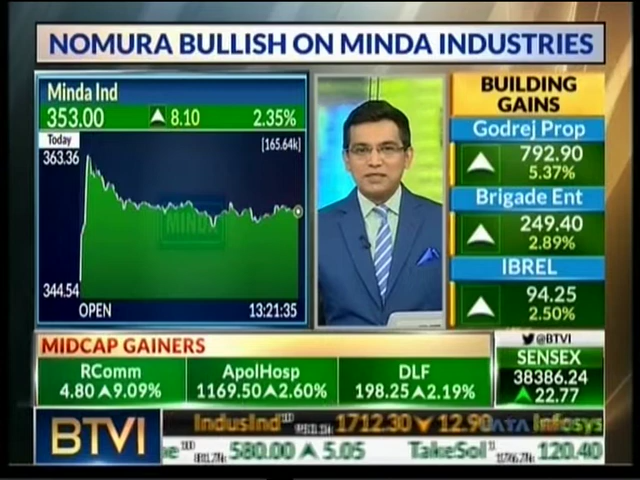 NOMURA BULLISH ON MINDA INDUSTRIES
Minda Ind
353.00 ▲ 8.10 2.35%
Today
[165.64k]
363.36
MINDA
344.54
OPEN 13:21:35
BUILDING
GAINS
Godrej Prop
▲ 792.90
5.37%
Brigade Ent
▲ 249.40
2.89%
IBREL
▲ 94.25
2.50%
MIDCAP GAINERS
RComm
4.80 ▲ 9.09%
ApolHosp
1169.50 ▲ 2.60%
DLF
198.25 ▲ 2.19%
@BTVI
SENSEX
38386.24
▲ 22.77
BTVI
IndusInd 1712.30 ▼ 12.90 Infosys
580.00 ▲ 5.05 TakeSol 120.40